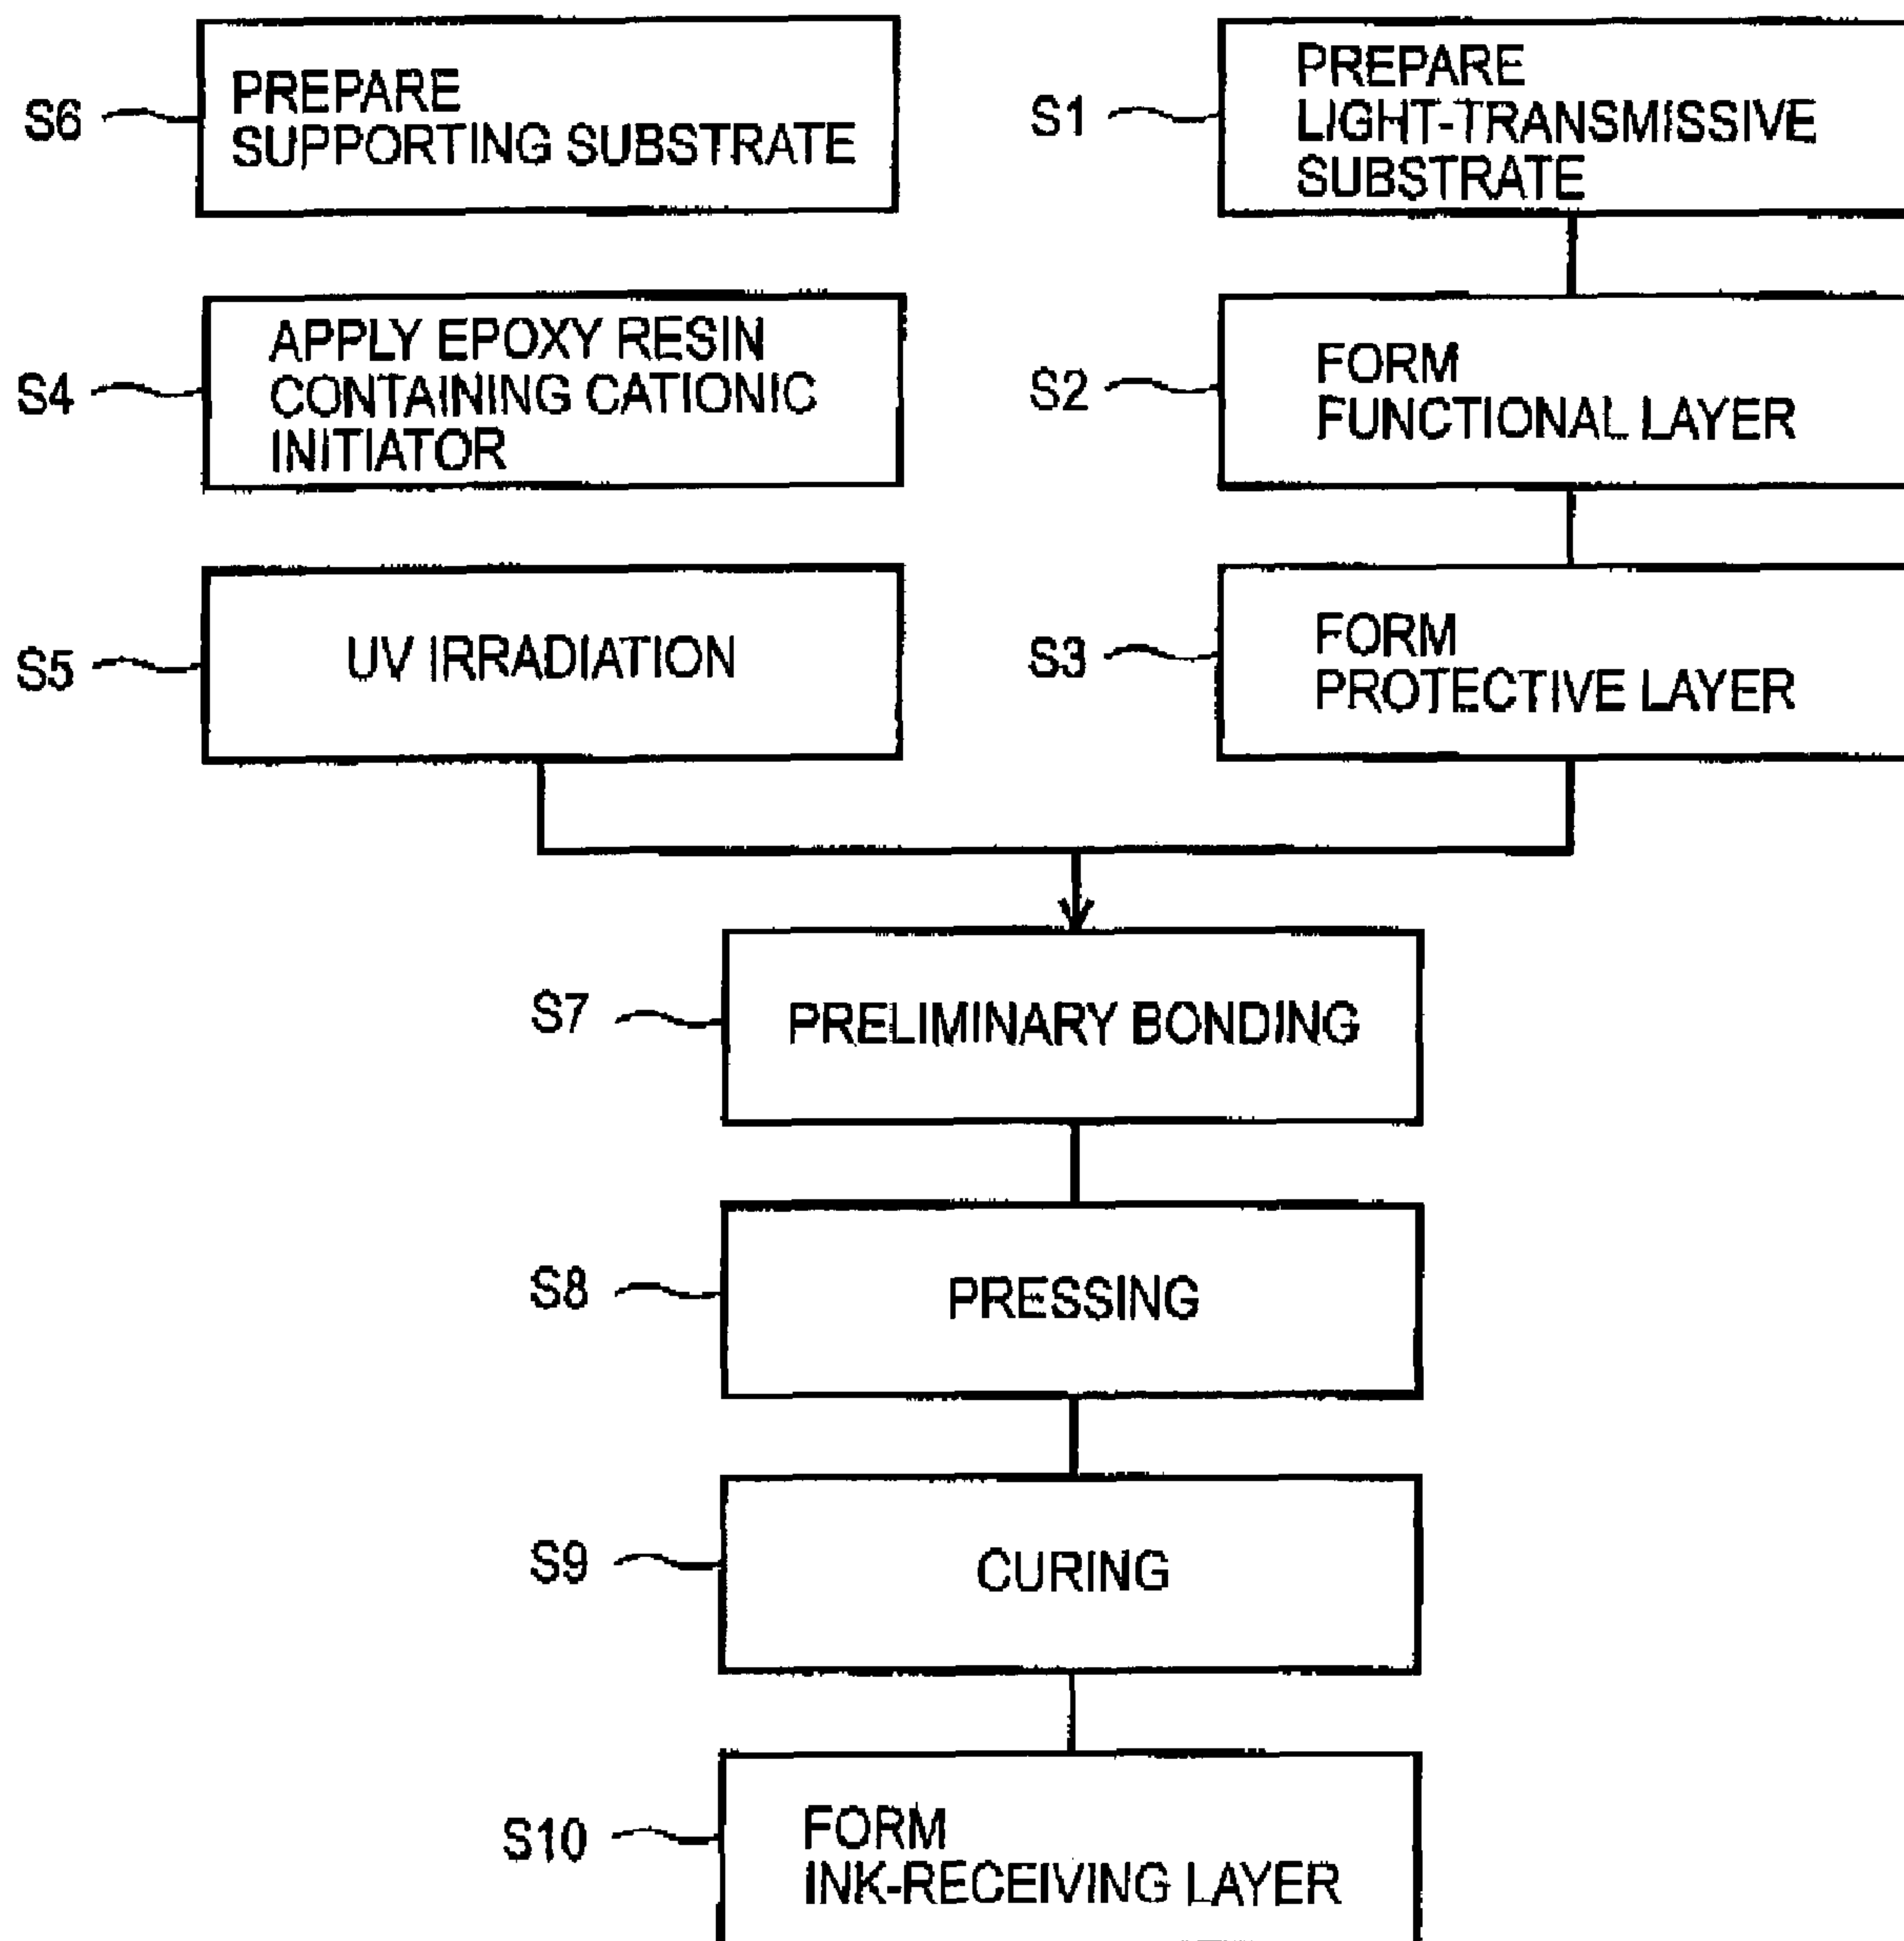 S6
PREPARE
SUPPORTING SUBSTRATE
S1
PREPARE
LIGHT-TRANSMISSIVE
SUBSTRATE
S4
APPLY EPOXY RESIN
CONTAINING CATIONIC
INITIATOR
S2
FORM
FUNCTIONAL LAYER
S5
UV IRRADIATION
S3
FORM
PROTECTIVE LAYER
S7
PRELIMINARY BONDING
S8
PRESSING
S9
CURING
S10
FORM
INK-RECEIVING LAYER